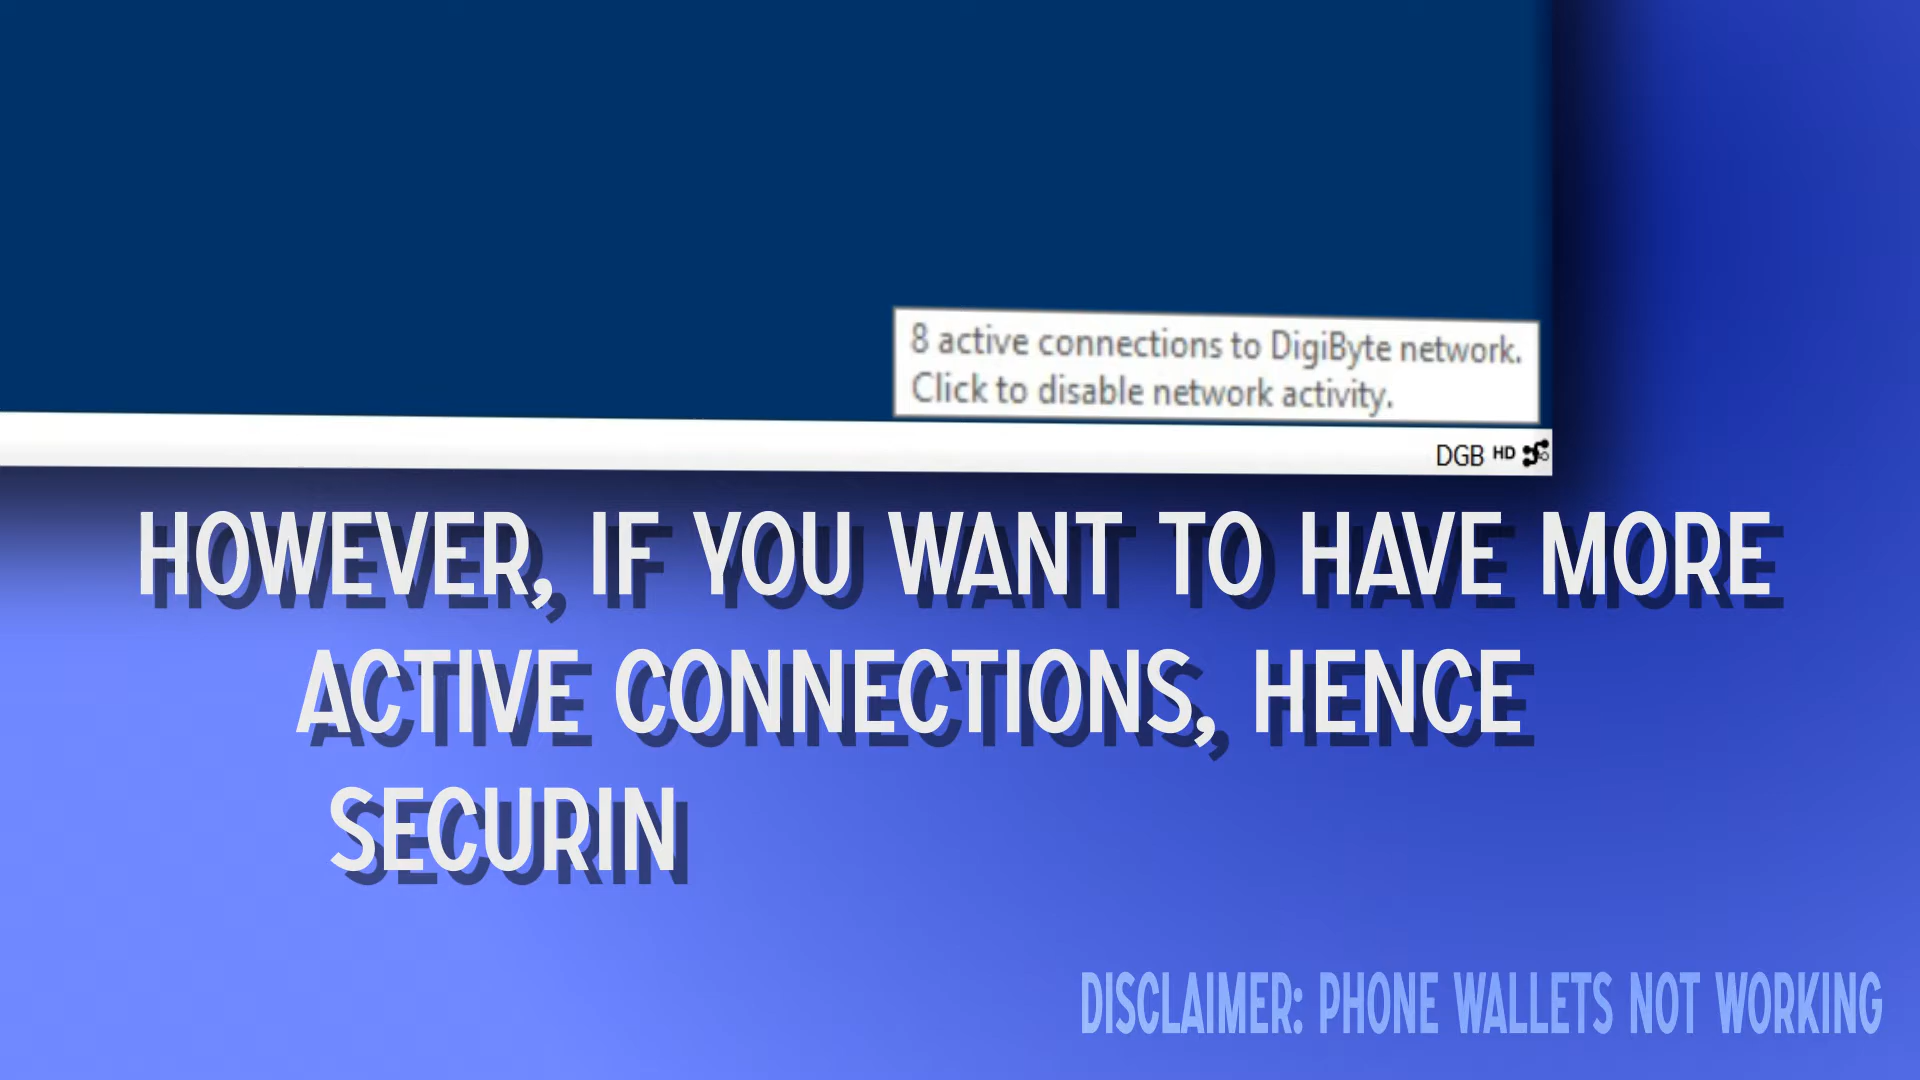 8 active connections to DigiByte network.
Click to disable network activity.
DGB HD
HOWEVER, IF YOU WANT TO HAVE MORE
ACTIVE CONNECTIONS, HENCE
SECURIN
DISCLAIMER: PHONE WALLETS NOT WORKING